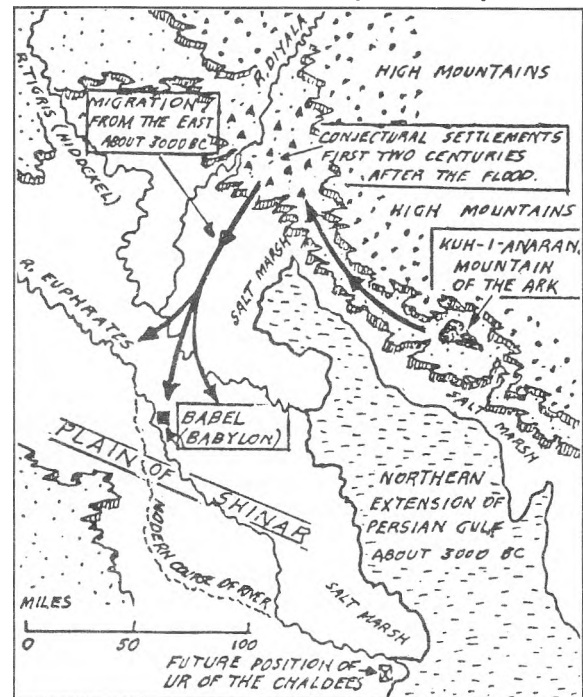 R. DIYALA
HIGH MOUNTAINS
R. TIGRIS (HIDDEKEL)
MIGRATION
FROM THE EAST
ABOUT 3000 BC
CONJECTURAL SETTLEMENTS
FIRST TWO CENTURIES
AFTER THE FLOOD.
HIGH MOUNTAINS
KUH-I-ANARAN,
MOUNTAIN
OF THE ARK
SALT MARSH
R. EUPHRATES
SALT MARSH
BABEL
(BABYLON)
PLAIN OF SHINAR
NORTHERN
EXTENSION OF
PERSIAN GULF
ABOUT 3000 BC
MODERN COURSE OF RIVER
SALT MARSH
MILES
0 50 100
FUTURE POSITION OF
UR OF THE CHALDEES